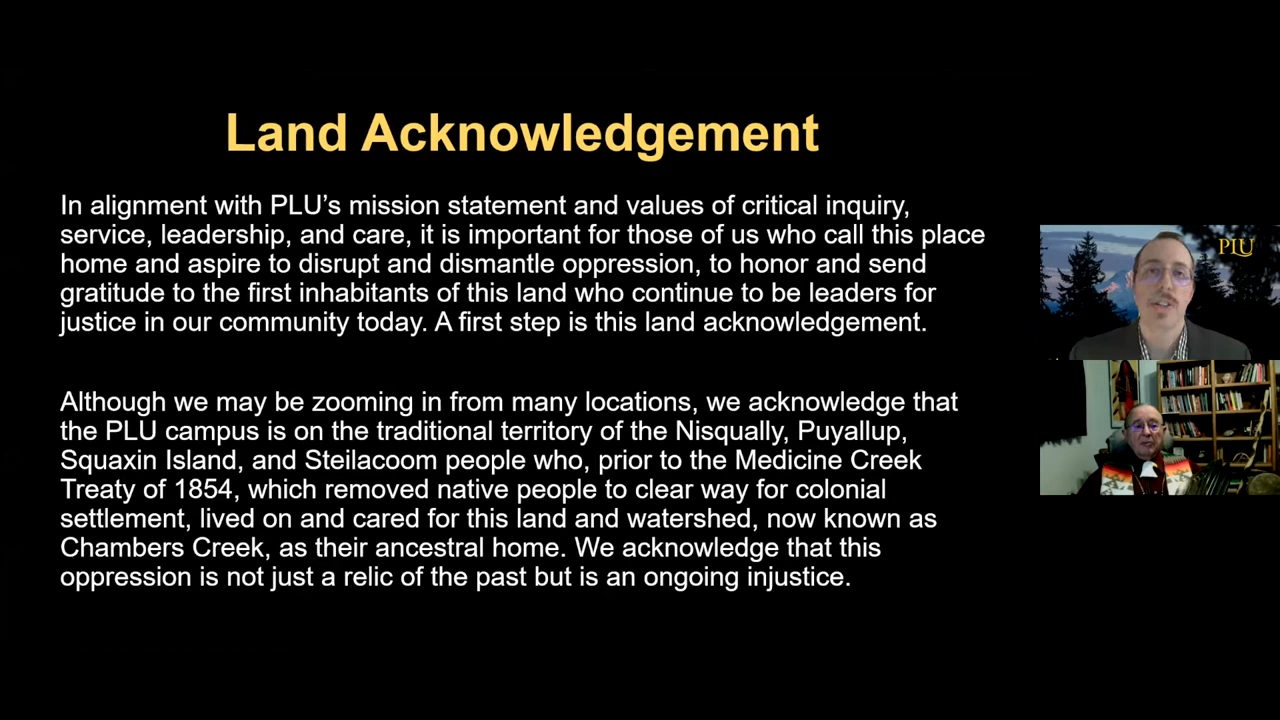 Land Acknowledgement
In alignment with PLU’s mission statement and values of critical inquiry,
service, leadership, and care, it is important for those of us who call this place
home and aspire to disrupt and dismantle oppression, to honor and send
gratitude to the first inhabitants of this land who continue to be leaders for
justice in our community today. A first step is this land acknowledgement.
Although we may be zooming in from many locations, we acknowledge that
the PLU campus is on the traditional territory of the Nisqually, Puyallup,
Squaxin Island, and Steilacoom people who, prior to the Medicine Creek
Treaty of 1854, which removed native people to clear way for colonial
settlement, lived on and cared for this land and watershed, now known as
Chambers Creek, as their ancestral home. We acknowledge that this
oppression is not just a relic of the past but is an ongoing injustice.
PLU